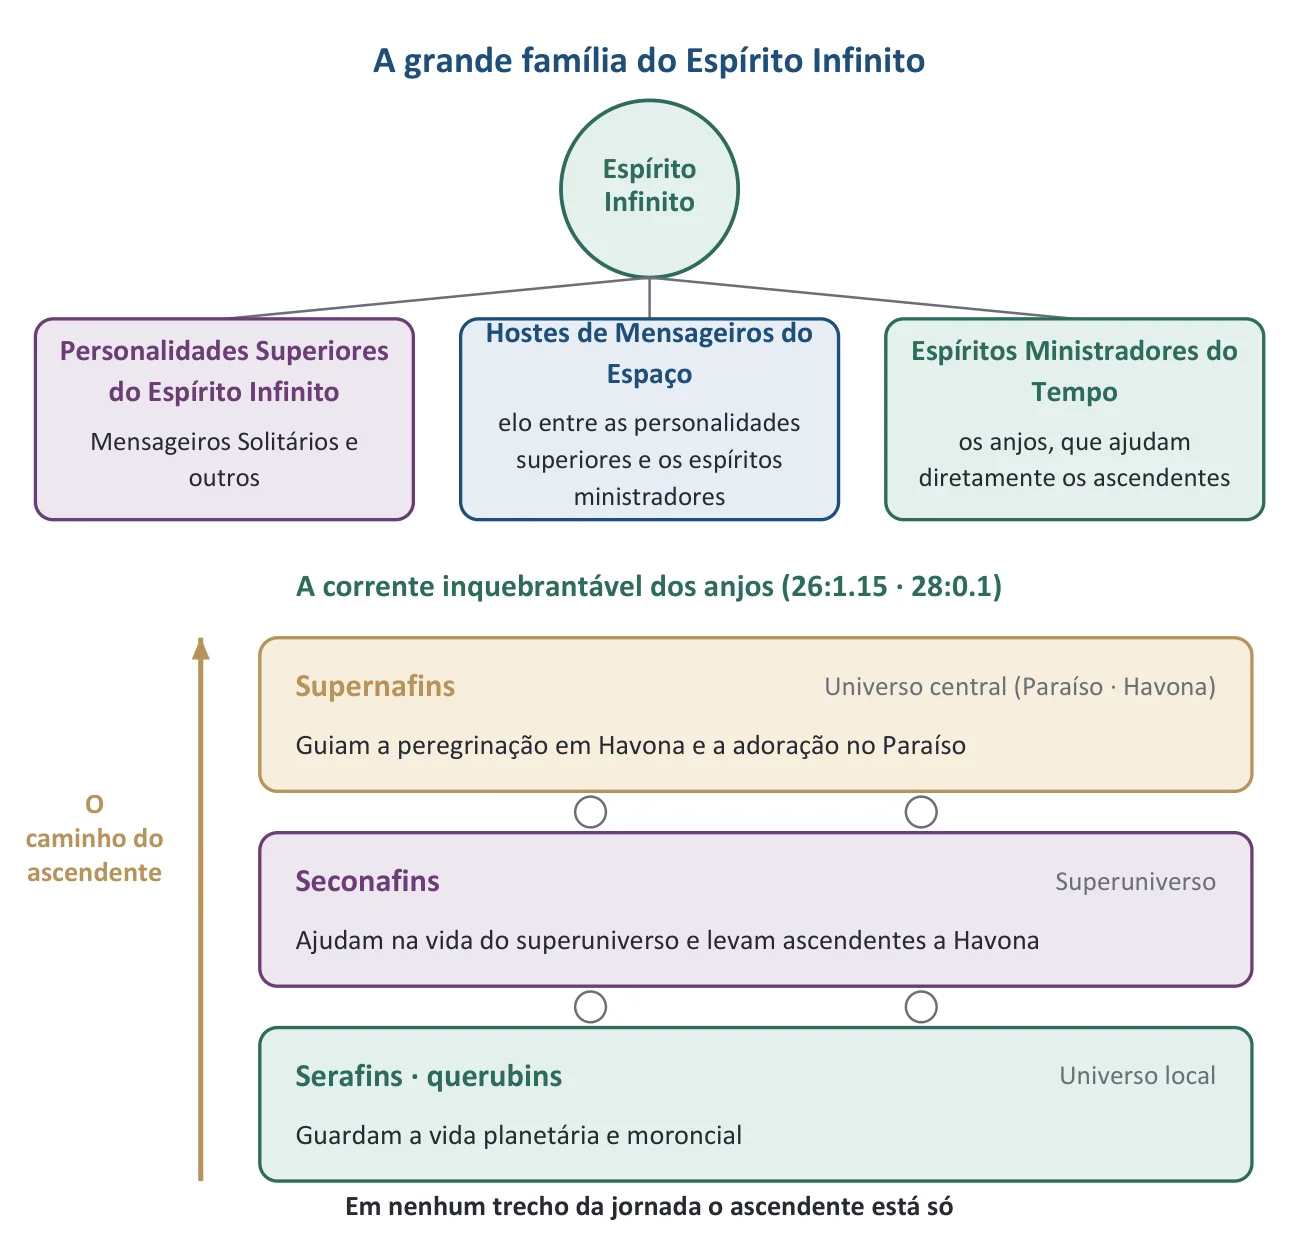 A grande família do Espírito Infinito
Espírito
Infinito
Personalidades Superiores
do Espírito Infinito
Mensageiros Solitários e
outros
Hostes de Mensageiros do
Espaço
elo entre as personalidades
superiores e os espíritos
ministradores
Espíritos Ministradores do
Tempo
os anjos, que ajudam
diretamente os ascendentes
A corrente inquebrantável dos anjos (26:1.15 · 28:0.1)
O
caminho do
ascendente
Supernafins
Universo central (Paraíso · Havona)
Guiam a peregrinação em Havona e a adoração no Paraíso
Seconafins
Superuniverso
Ajudam na vida do superuniverso e levam ascendentes a Havona
Serafins · querubins
Universo local
Guardam a vida planetária e moroncial
Em nenhum trecho da jornada o ascendente está só